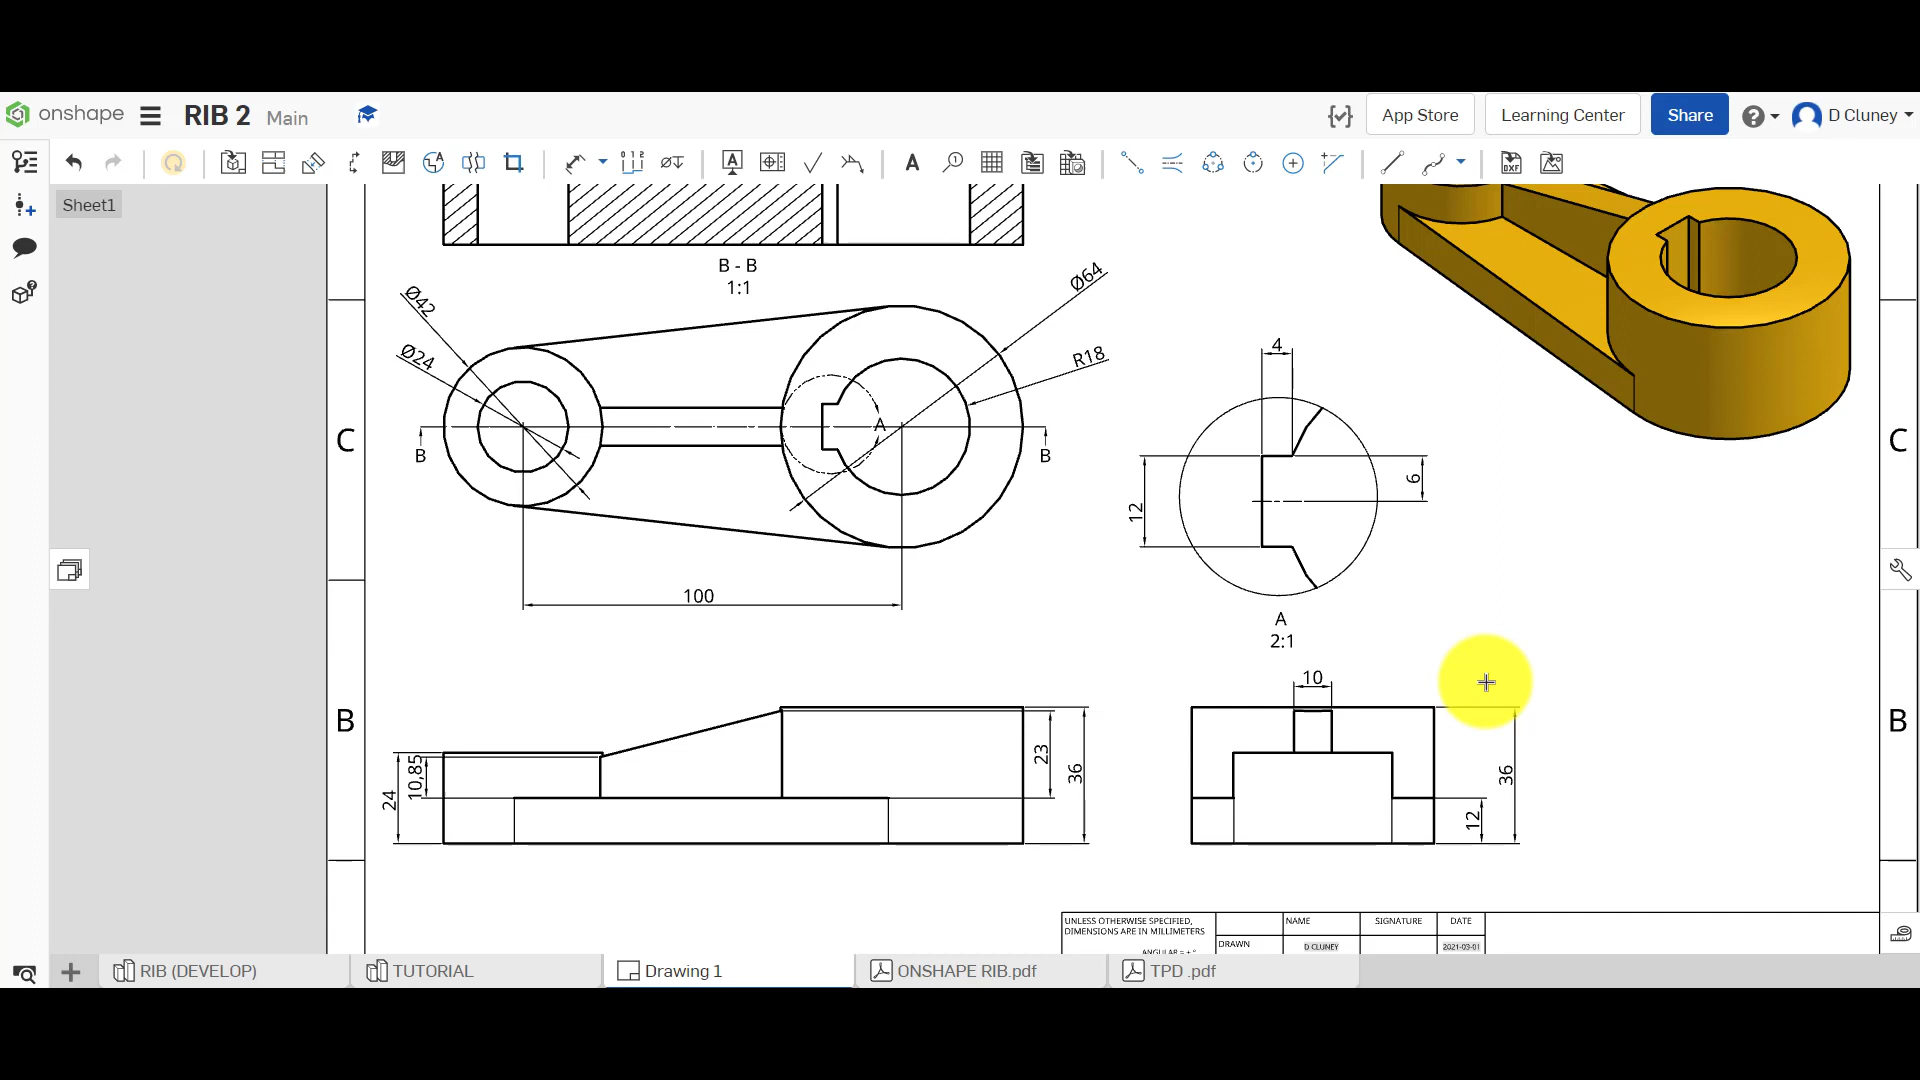 onshape
RIB 2 Main
App Store
Learning Center
Share
D Cluney
Sheet1
B - B
1:1
Ø42
Ø24
Ø64
R18
B
B
A
100
4
12
6
A
2:1
C
C
B
B
24
10,85
23
36
10
12
36
UNLESS OTHERWISE SPECIFIED,
DIMENSIONS ARE IN MILLIMETERS
ANGULAR = ± °
NAME
SIGNATURE
DATE
DRAWN
D CLUNEY
2021-03-01
RIB (DEVELOP)
TUTORIAL
Drawing 1
ONSHAPE RIB.pdf
TPD .pdf